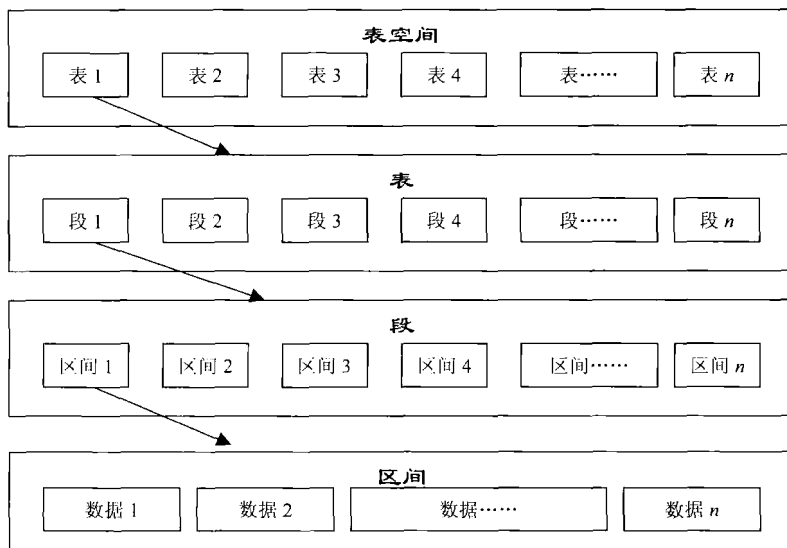 表空间
表 1 表 2 表 3 表 4 表…… 表 n
表
段 1 段 2 段 3 段 4 段…… 段 n
段
区间 1 区间 2 区间 3 区间 4 区间…… 区间 n
区间
数据 1 数据 2 数据…… 数据 n